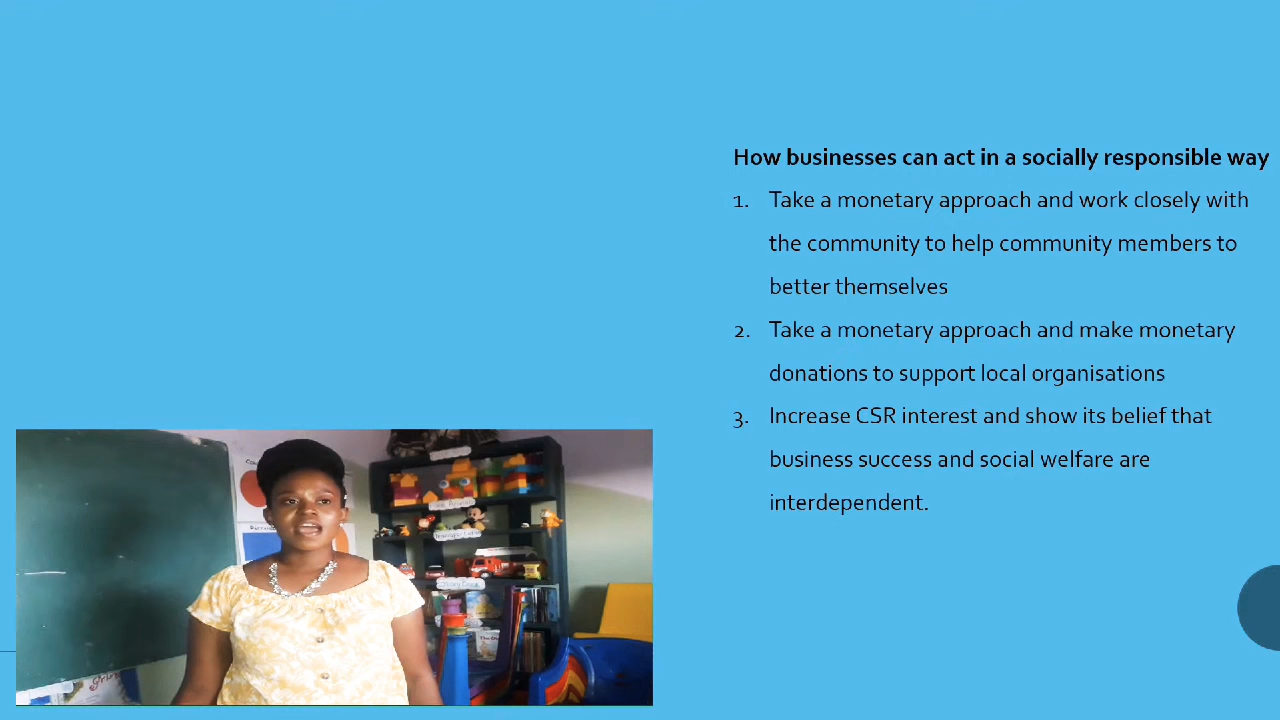 How businesses can act in a socially responsible way
1. Take a monetary approach and work closely with
the community to help community members to
better themselves
2. Take a monetary approach and make monetary
donations to support local organisations
3. Increase CSR interest and show its belief that
business success and social welfare are
interdependent.